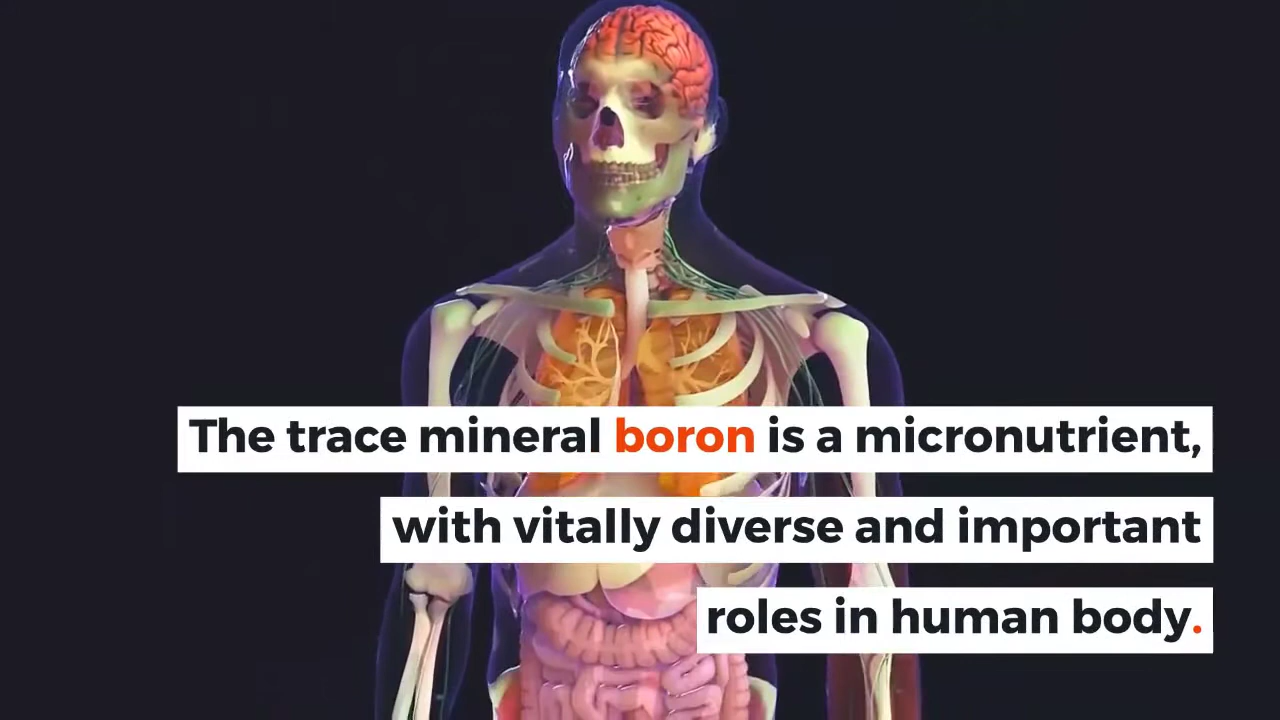 The trace mineral boron is a micronutrient,
with vitally diverse and important
roles in human body.